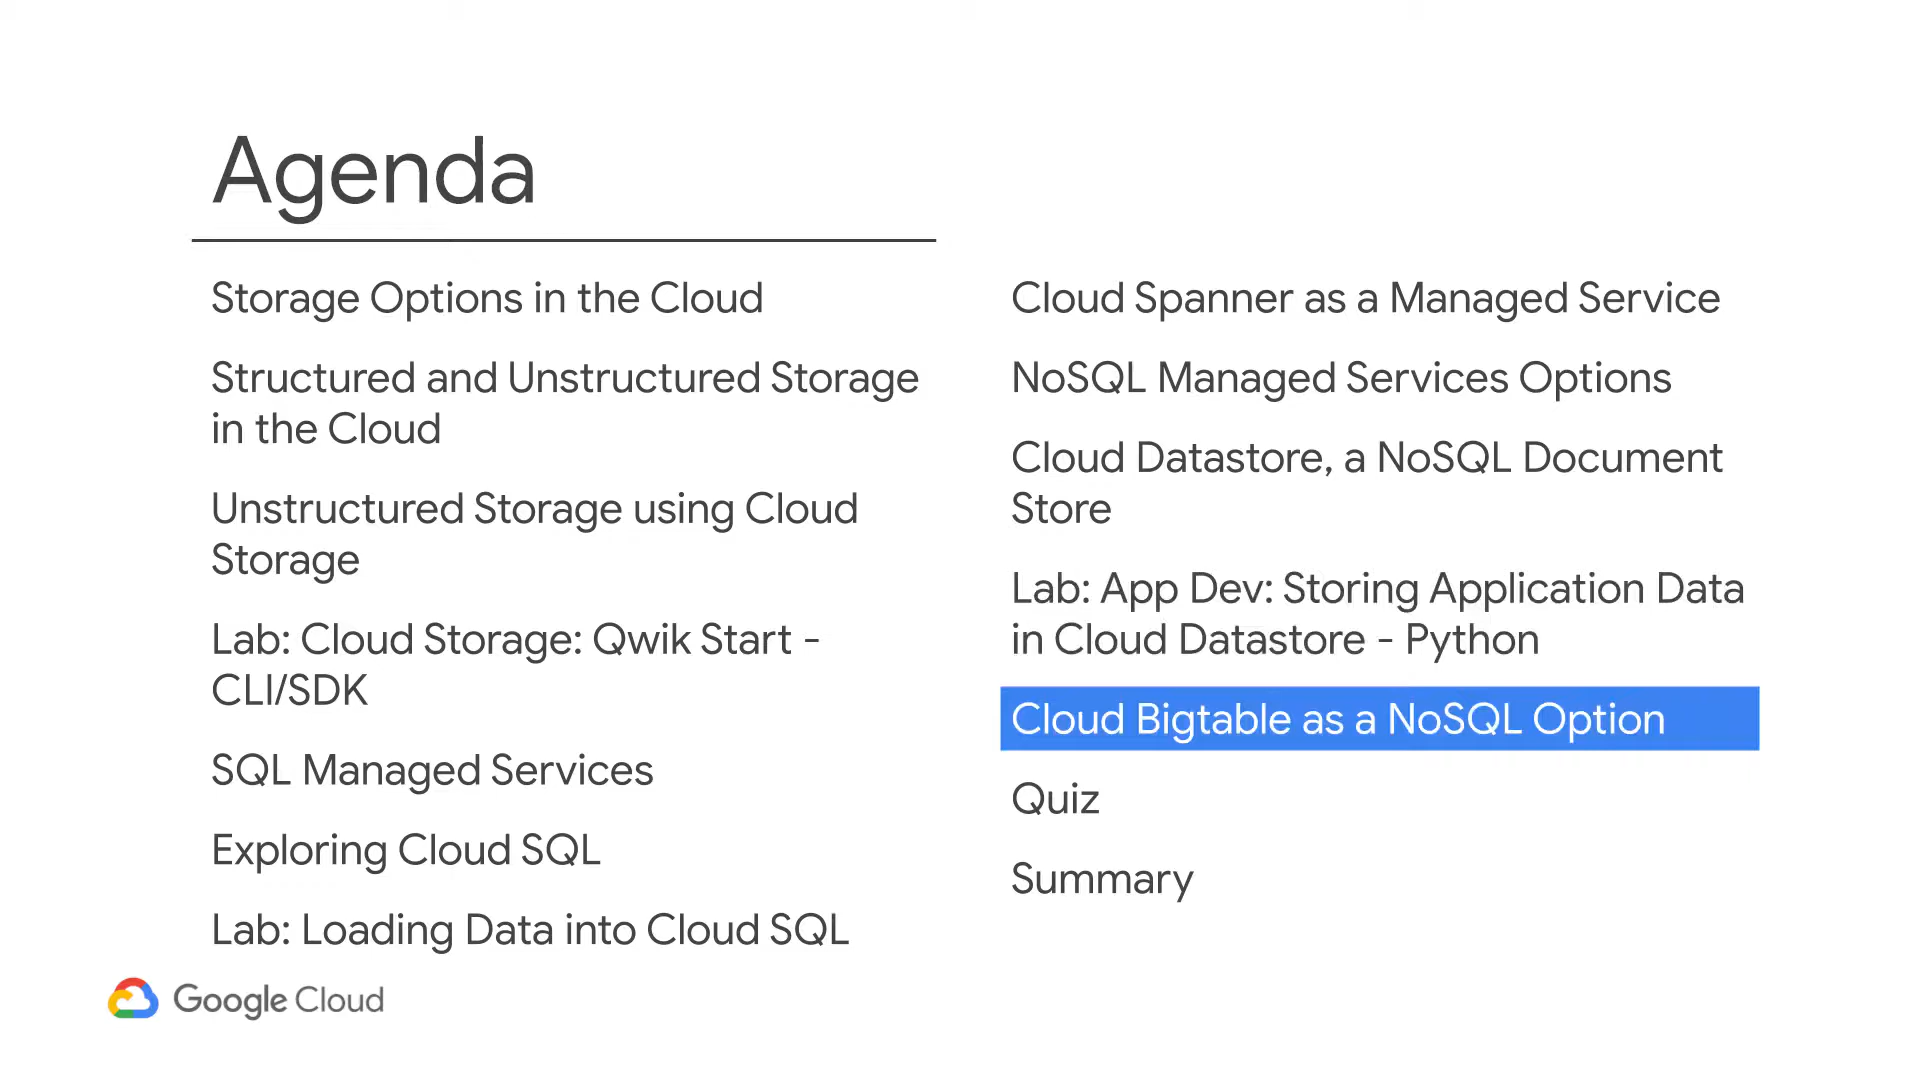 Agenda
Storage Options in the Cloud
Structured and Unstructured Storage
in the Cloud
Unstructured Storage using Cloud
Storage
Lab: Cloud Storage: Qwik Start -
CLI/SDK
SQL Managed Services
Exploring Cloud SQL
Lab: Loading Data into Cloud SQL
Cloud Spanner as a Managed Service
NoSQL Managed Services Options
Cloud Datastore, a NoSQL Document
Store
Lab: App Dev: Storing Application Data
in Cloud Datastore - Python
Cloud Bigtable as a NoSQL Option
Quiz
Summary
Google Cloud